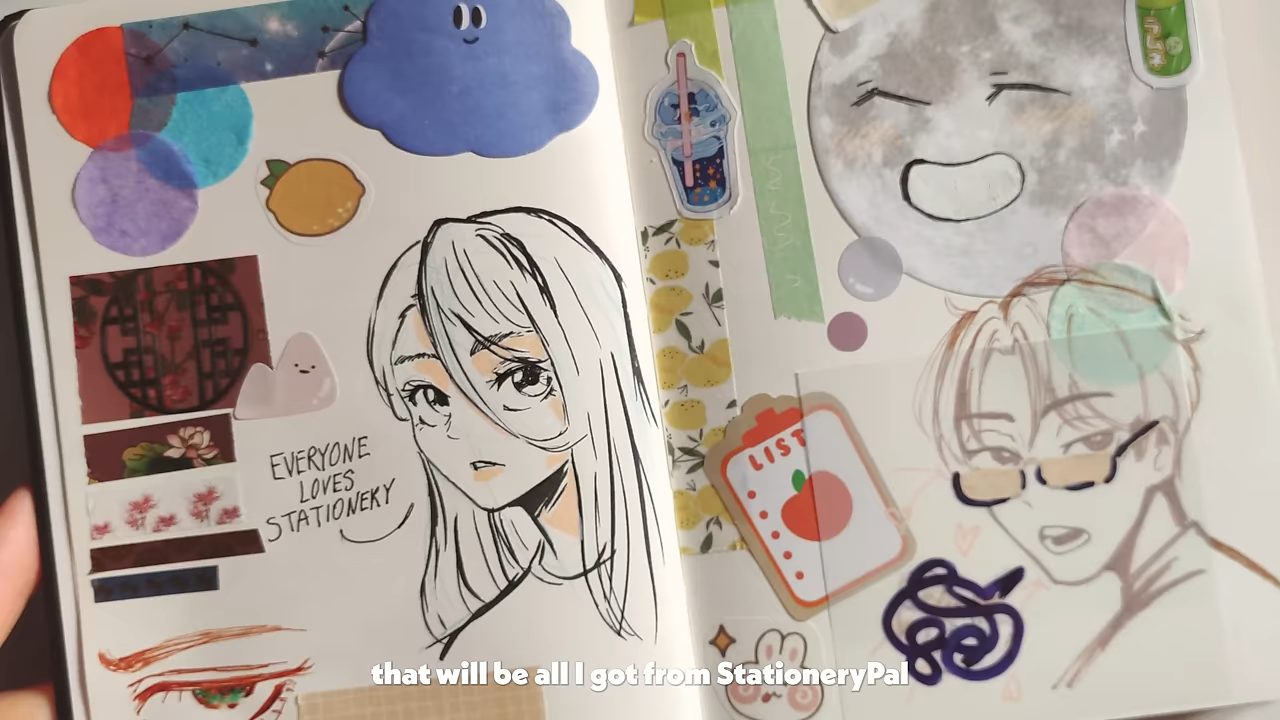 EVERYONE
LOVES
STATIONERY
LIST
that will be all I got from StationeryPal